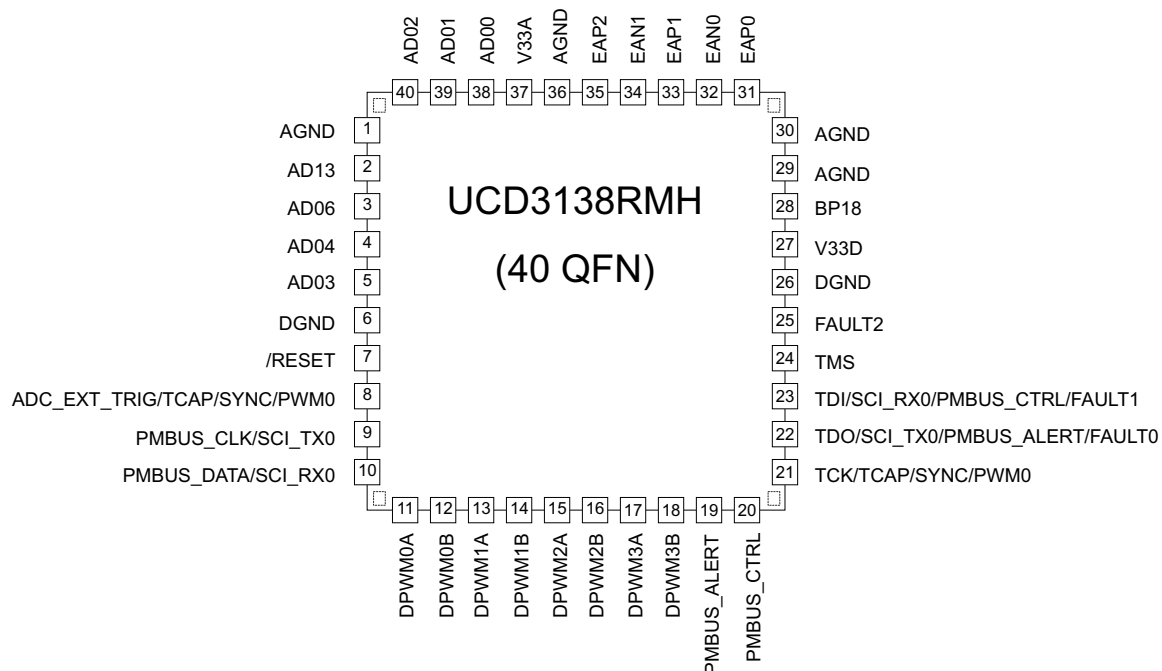 AD02
AD01
AD00
V33A
AGND
EAP2
EAN1
EAP1
EAN0
EAP0
40
39
38
37
36
35
34
33
32
31
AGND
1
AD13
2
AD06
3
AD04
4
AD03
5
DGND
6
/RESET
7
ADC_EXT_TRIG/TCAP/SYNC/PWM0
8
PMBUS_CLK/SCI_TX0
9
PMBUS_DATA/SCI_RX0
10
UCD3138RMH
(40 QFN)
30
AGND
29
AGND
28
BP18
27
V33D
26
DGND
25
FAULT2
24
TMS
23
TDI/SCI_RX0/PMBUS_CTRL/FAULT1
22
TDO/SCI_TX0/PMBUS_ALERT/FAULT0
21
TCK/TCAP/SYNC/PWM0
11
12
13
14
15
16
17
18
19
20
DPWM0A
DPWM0B
DPWM1A
DPWM1B
DPWM2A
DPWM2B
DPWM3A
DPWM3B
PMBUS_ALERT
PMBUS_CTRL